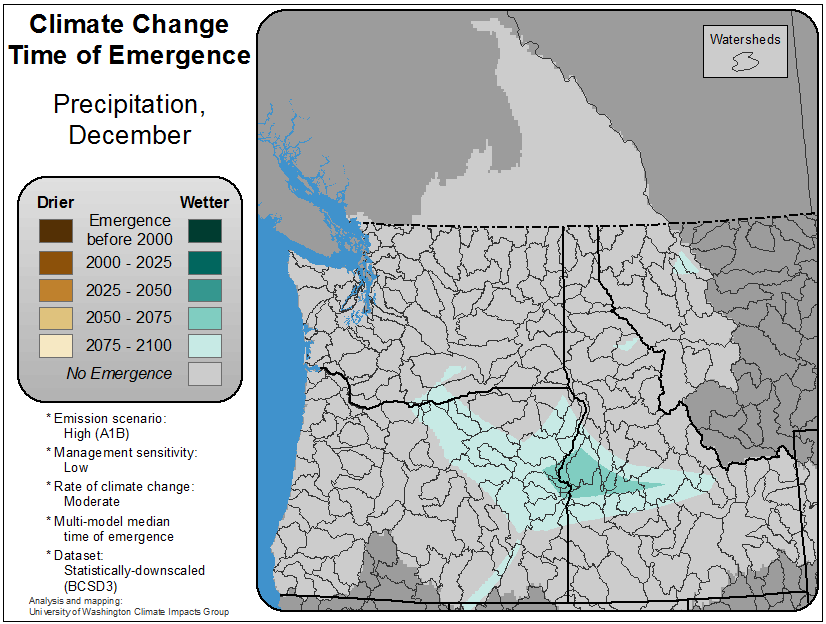 Climate Change
Time of Emergence
Precipitation,
December
Drier
Wetter
Emergence
before 2000
2000 - 2025
2025 - 2050
2050 - 2075
2075 - 2100
No Emergence
* Emission scenario:
High (A1B)
* Management sensitivity:
Low
* Rate of climate change:
Moderate
* Multi-model median
time of emergence
* Dataset:
Statistically-downscaled
(BCSD3)
Analysis and mapping:
University of Washington Climate Impacts Group
Watersheds